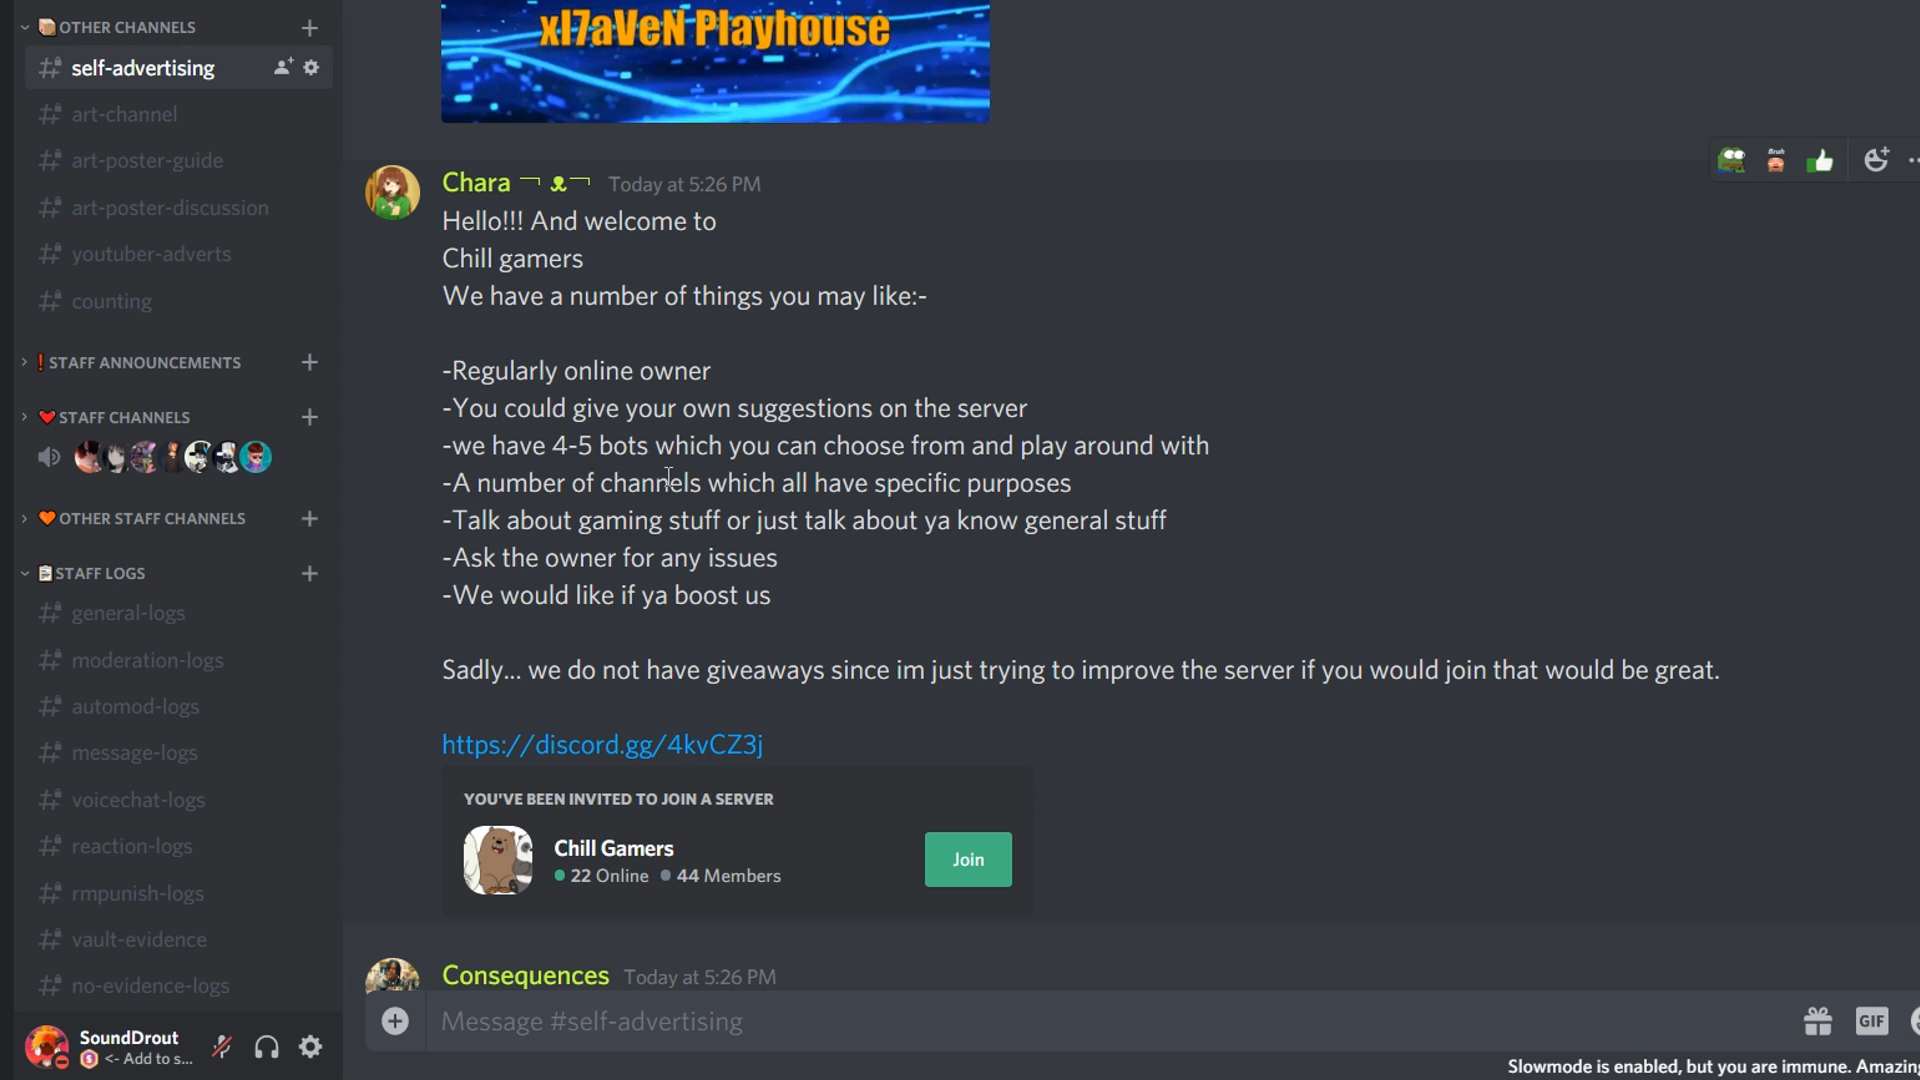 OTHER CHANNELS
self-advertising
art-channel
art-poster-guide
art-poster-discussion
youtuber-adverts
counting
STAFF ANNOUNCEMENTS
STAFF CHANNELS
OTHER STAFF CHANNELS
STAFF LOGS
general-logs
moderation-logs
automod-logs
message-logs
voicechat-logs
reaction-logs
rmpunish-logs
vault-evidence
no-evidence-logs
SoundDrout
<- Add to s...
xI7aVeN Playhouse
Chara Today at 5:26 PM
Hello!!! And welcome to
Chill gamers
We have a number of things you may like:-
-Regularly online owner
-You could give your own suggestions on the server
-we have 4-5 bots which you can choose from and play around with
-A number of channels which all have specific purposes
-Talk about gaming stuff or just talk about ya know general stuff
-Ask the owner for any issues
-We would like if ya boost us
Sadly... we do not have giveaways since im just trying to improve the server if you would join that would be great.
https://discord.gg/4kvCZ3j
YOU'VE BEEN INVITED TO JOIN A SERVER
Chill Gamers
22 Online 44 Members
Join
Consequences Today at 5:26 PM
Message #self-advertising
GIF
Slowmode is enabled, but you are immune. Amazing